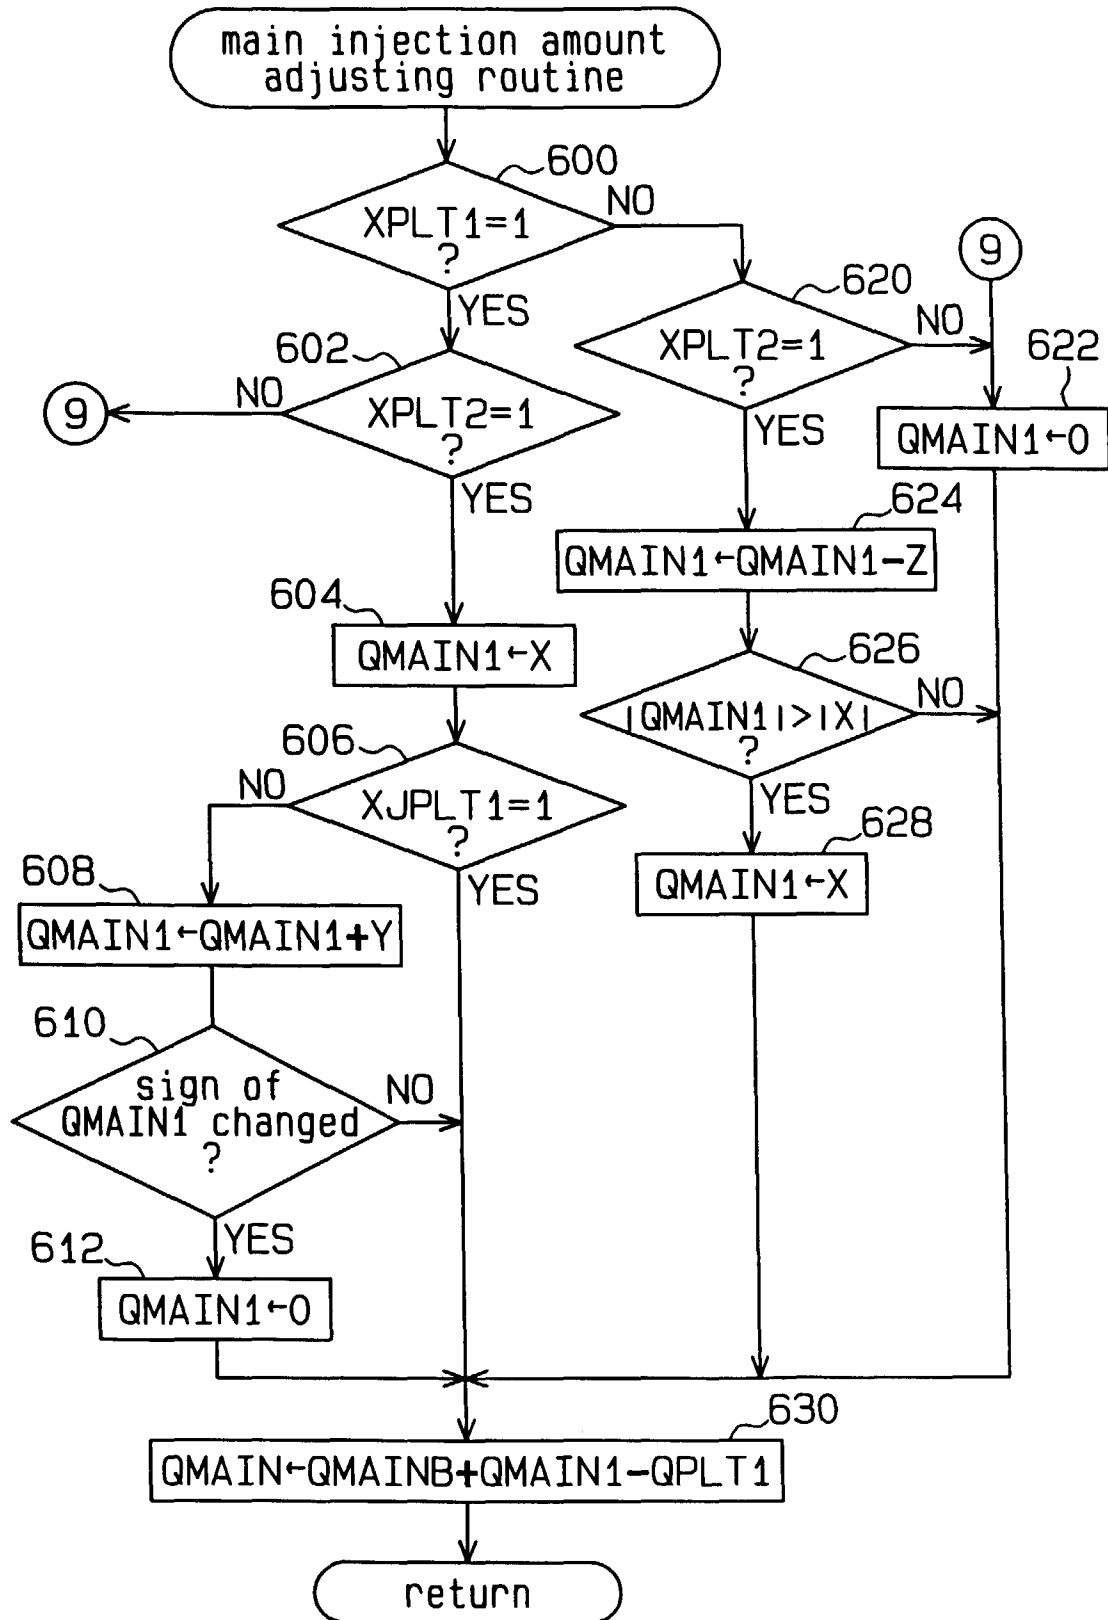 main injection amount
adjusting routine
600
XPLT1=1
?
NO
YES
9
620
XPLT2=1
?
NO
YES
602
XPLT2=1
?
NO
YES
9
622
QMAIN1←0
624
QMAIN1←QMAIN1-Z
604
QMAIN1←X
626
|QMAIN1|>|X|
?
NO
YES
606
XJPLT1=1
?
NO
YES
628
QMAIN1←X
608
QMAIN1←QMAIN1+Y
610
sign of
QMAIN1 changed
?
NO
YES
612
QMAIN1←0
630
QMAIN←QMAINB+QMAIN1-QPLT1
return